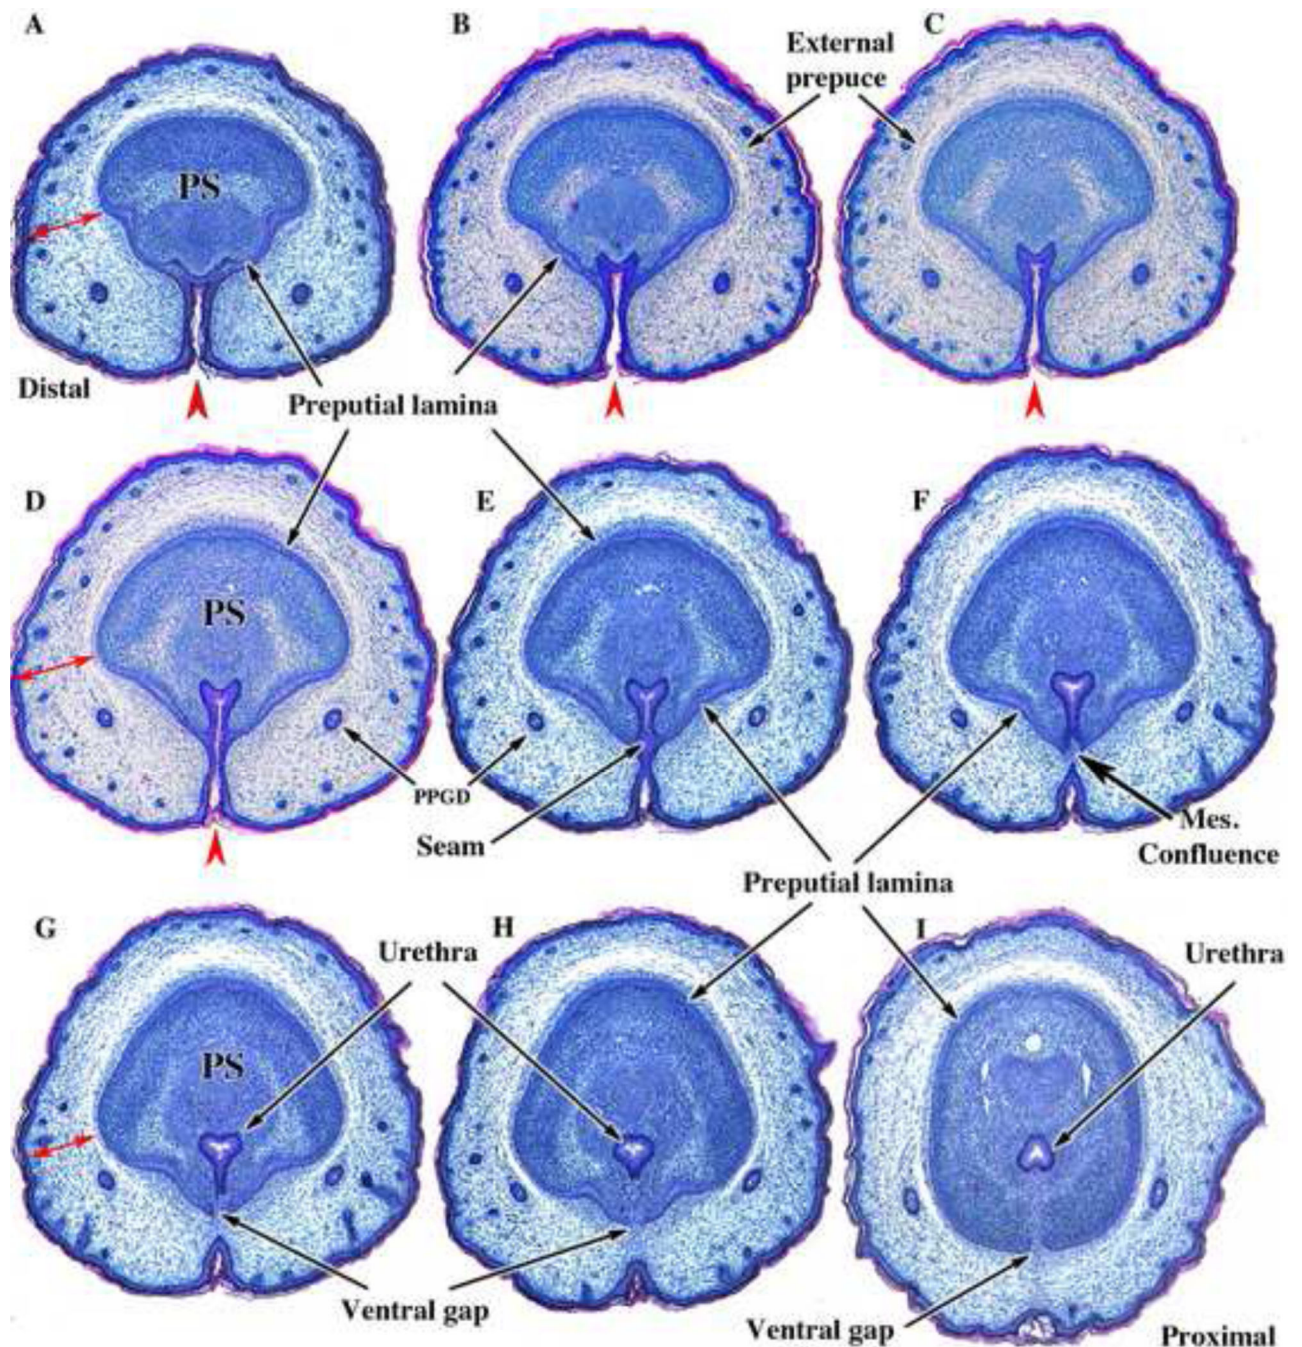 A
B
C
External
prepuce
PS
Distal
Preputial lamina
D
E
F
PS
PPGD
Seam
Mes.
Confluence
Preputial lamina
G
H
I
Urethra
Urethra
PS
Ventral gap
Ventral gap
Proximal